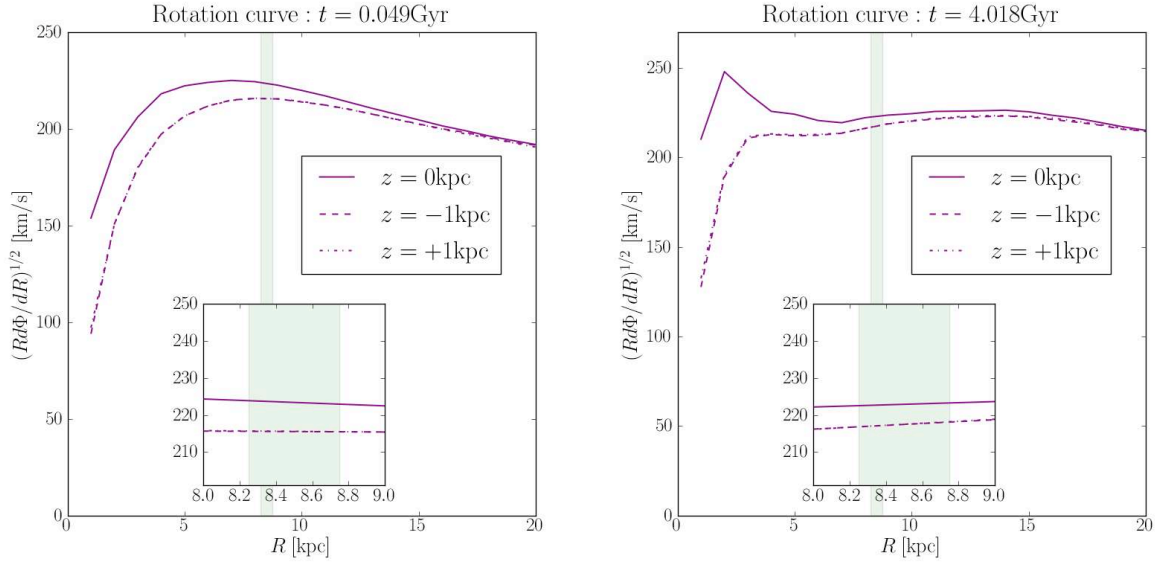 Rotation curve : t = 0.049Gyr
250
200
150
100
50
0
(RdΦ/dR)^{1/2} [km/s]
z = 0kpc
z = −1kpc
z = +1kpc
250
240
230
220
210
8.0 8.2 8.4 8.6 8.8 9.0
0 5 10 15 20
R [kpc]
Rotation curve : t = 4.018Gyr
250
200
150
100
50
0
(RdΦ/dR)^{1/2} [km/s]
z = 0kpc
z = −1kpc
z = +1kpc
250
240
230
220
210
8.0 8.2 8.4 8.6 8.8 9.0
0 5 10 15 20
R [kpc]